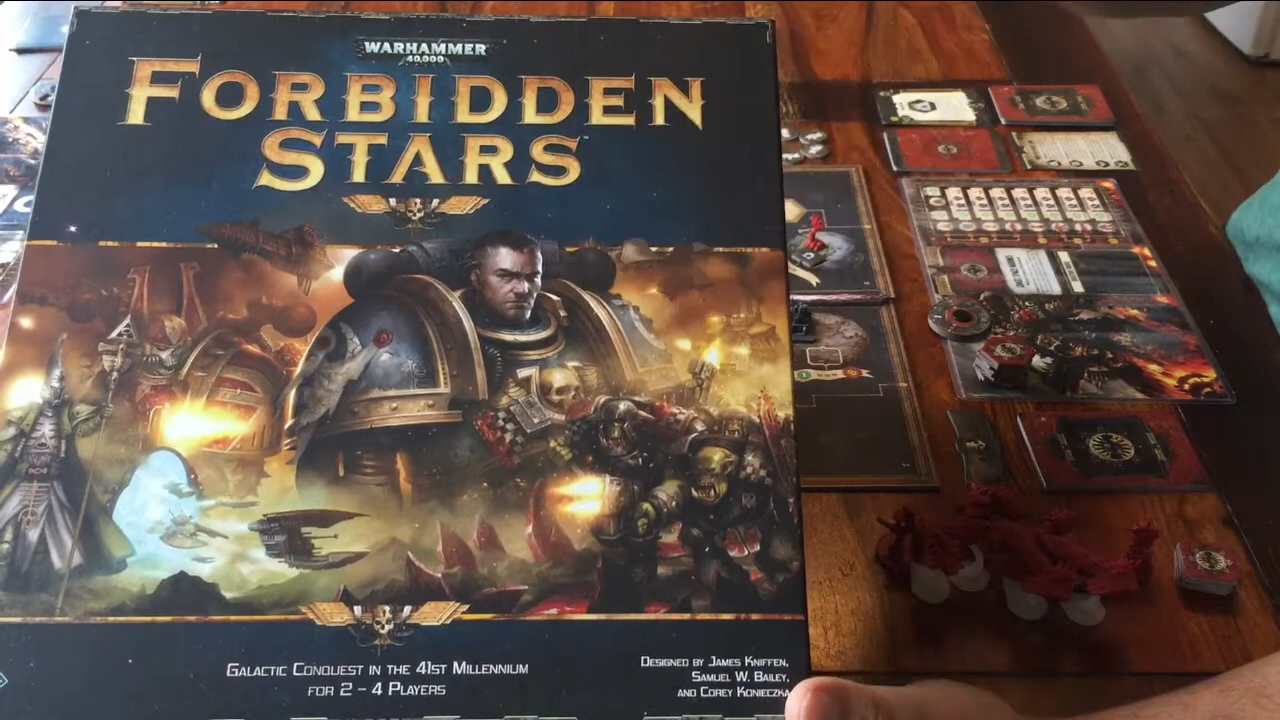 WARHAMMER
40,000
FORBIDDEN
STARS™
GALACTIC CONQUEST IN THE 41ST MILLENNIUM
FOR 2 - 4 PLAYERS
DESIGNED BY JAMES KNIFFEN,
SAMUEL W. BAILEY,
AND COREY KONIECZKA